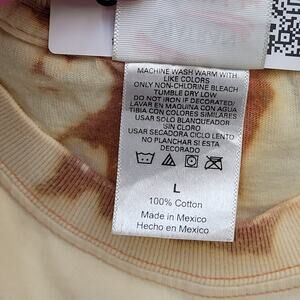 MACHINE WASH WARM WITH
LIKE COLORS
ONLY NON-CHLORINE BLEACH
TUMBLE DRY LOW
DO NOT IRON IF DECORATED/
LAVAR EN MAQUINA CON AGUA
TIBIA CON COLORES SIMILARES
USAR SOLO BLANQUEADOR
SIN CLORO
USAR SECADORA CICLO LENTO
NO PLANCHAR SI ESTA
DECORADO
L
100% Cotton
Made in Mexico
Hecho en Mexico